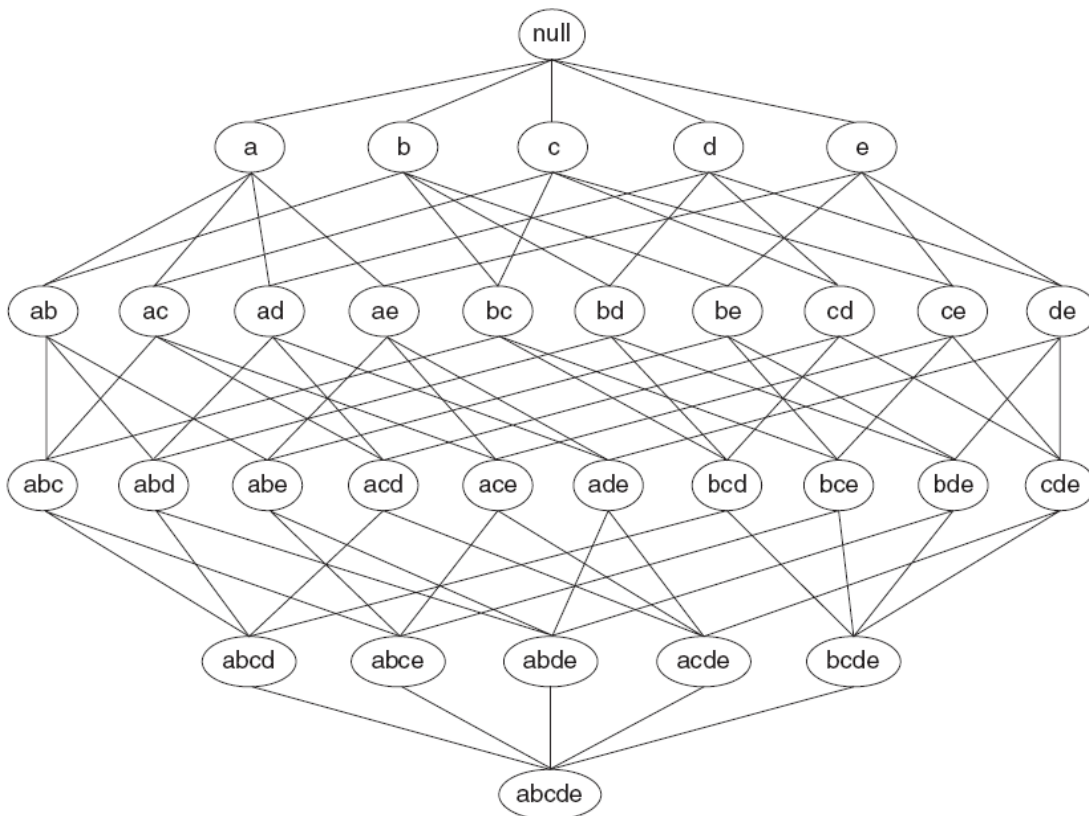 null
a b c d e
ab ac ad ae bc bd be cd ce de
abc abd abe acd ace ade bcd bce bde cde
abcd abce abde acde bcde
abcde